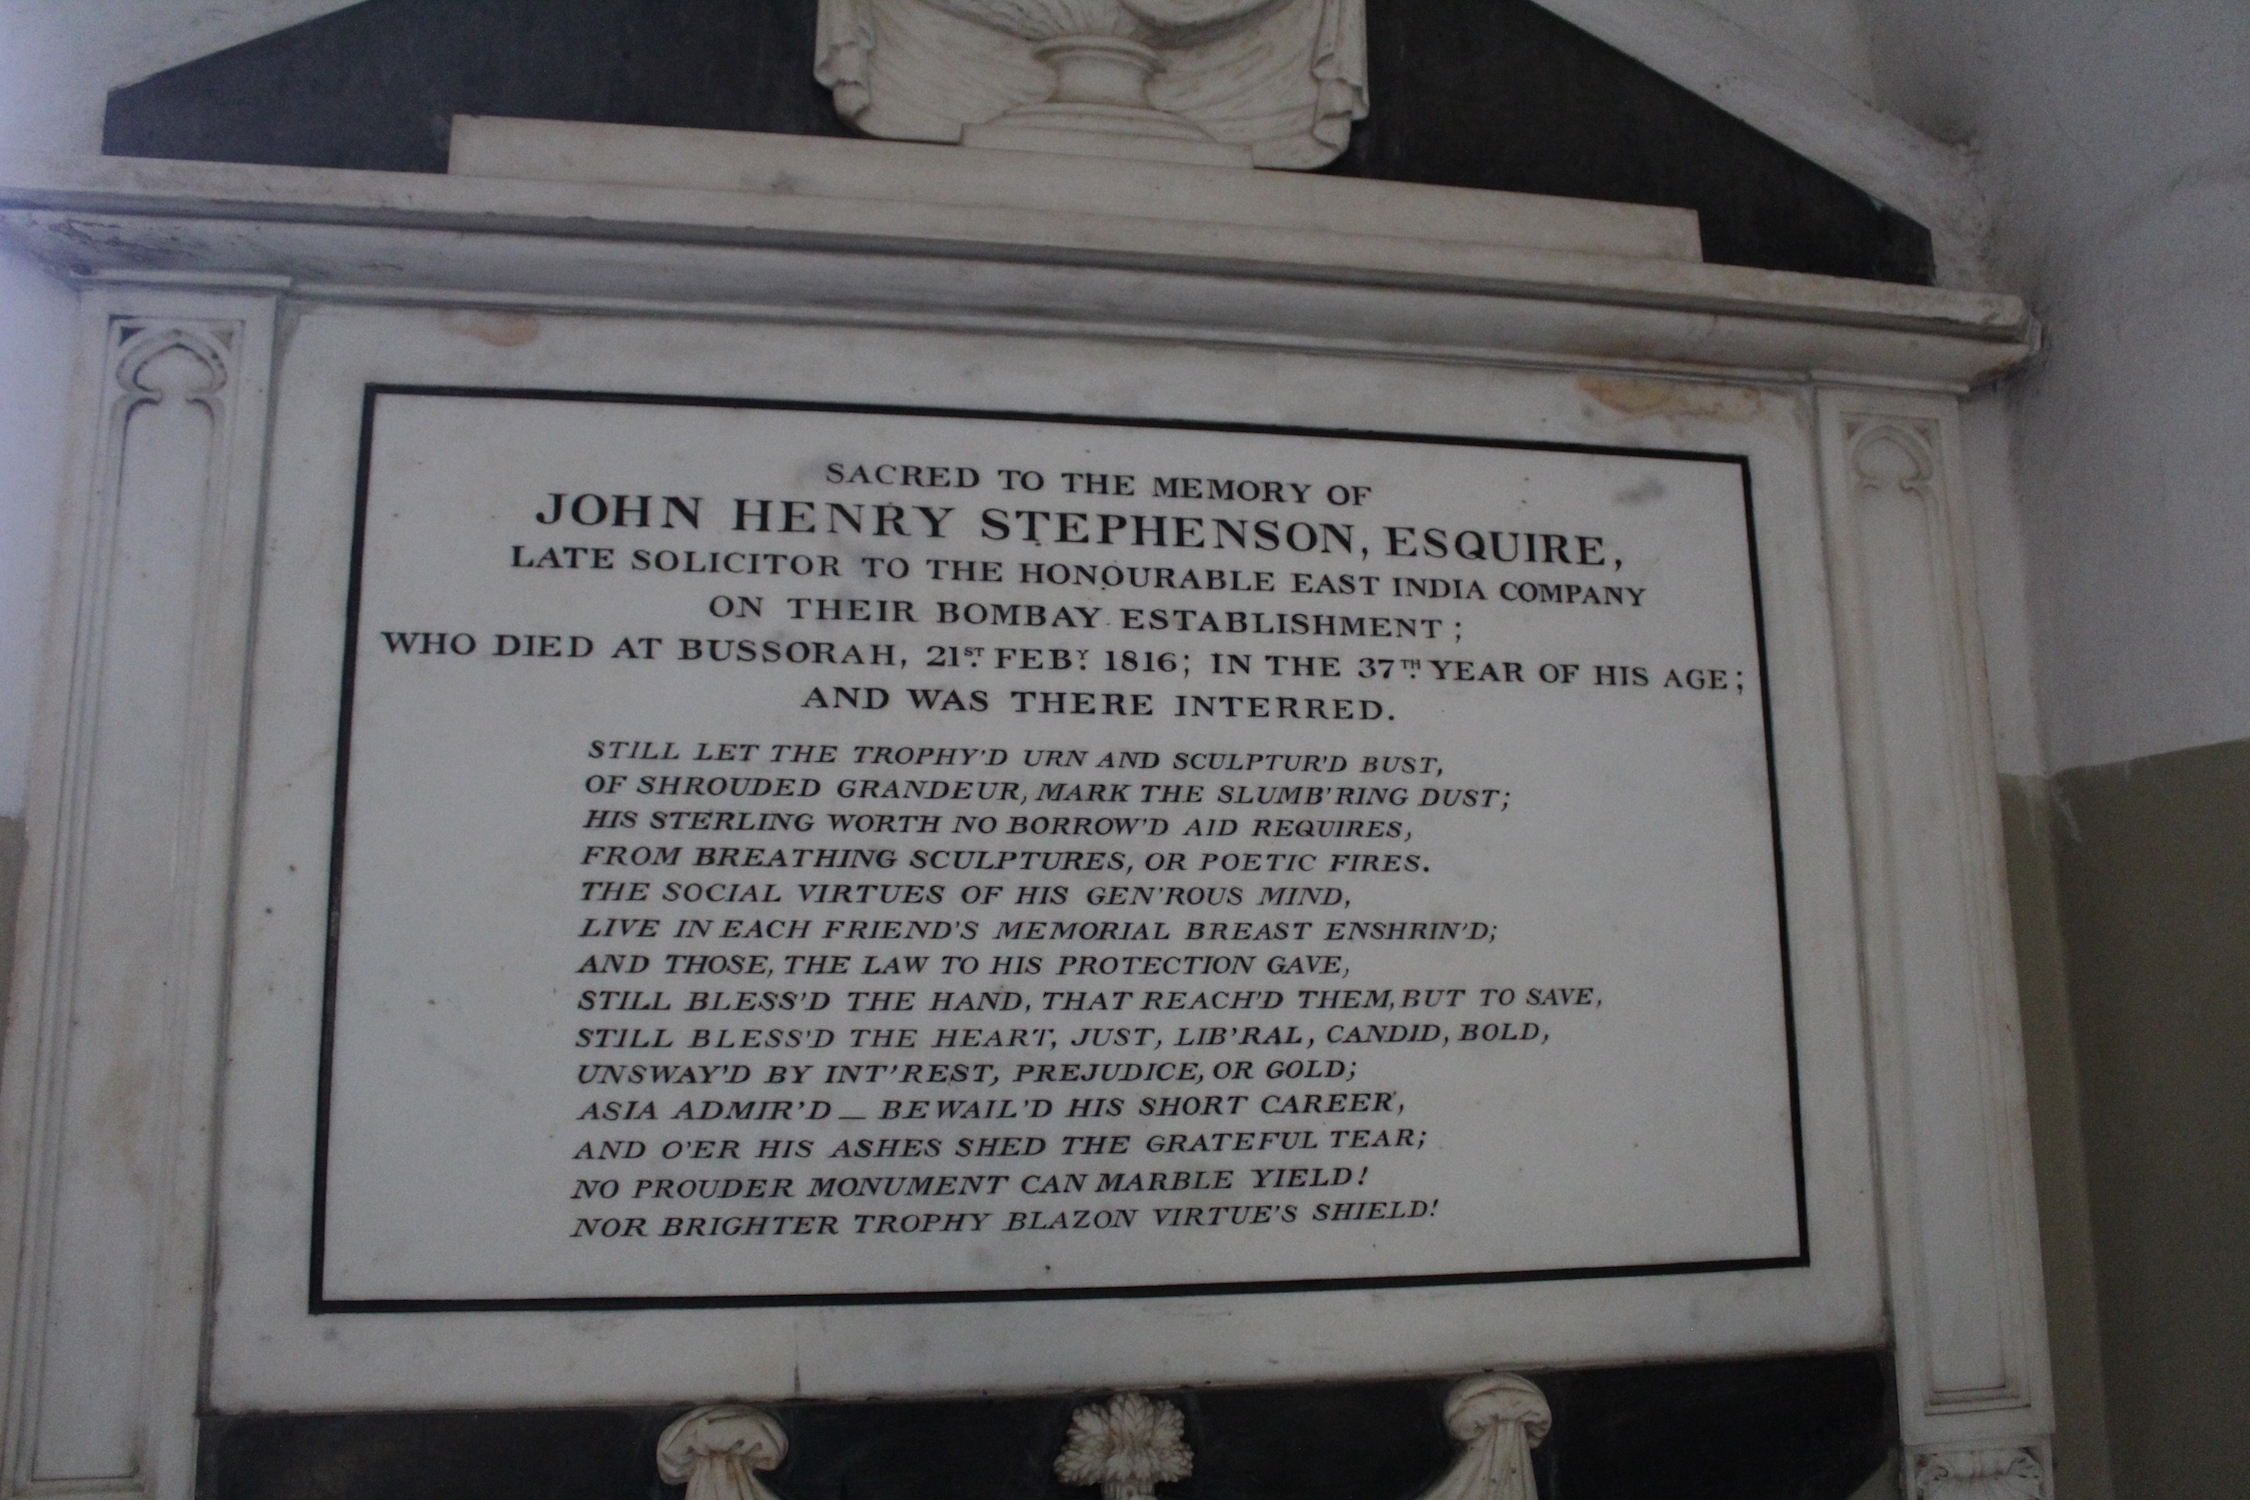 SACRED TO THE MEMORY OF
JOHN HENRY STEPHENSON, ESQUIRE,
LATE SOLICITOR TO THE HONOURABLE EAST INDIA COMPANY
ON THEIR BOMBAY ESTABLISHMENT;
WHO DIED AT BUSSORAH, 21ST. FEBY. 1816; IN THE 37TH. YEAR OF HIS AGE;
AND WAS THERE INTERRED.
STILL LET THE TROPHY'D URN AND SCULPTUR'D BUST,
OF SHROUDED GRANDEUR, MARK THE SLUMB'RING DUST;
HIS STERLING WORTH NO BORROW'D AID REQUIRES,
FROM BREATHING SCULPTURES, OR POETIC FIRES.
THE SOCIAL VIRTUES OF HIS GEN'ROUS MIND,
LIVE IN EACH FRIEND'S MEMORIAL BREAST ENSHRIN'D;
AND THOSE, THE LAW TO HIS PROTECTION GAVE,
STILL BLESS'D THE HAND, THAT REACH'D THEM, BUT TO SAVE,
STILL BLESS'D THE HEART, JUST, LIB'RAL, CANDID, BOLD,
UNSWAY'D BY INT'REST, PREJUDICE, OR GOLD;
ASIA ADMIR'D _ BEWAIL'D HIS SHORT CAREER,
AND O'ER HIS ASHES SHED THE GRATEFUL TEAR;
NO PROUDER MONUMENT CAN MARBLE YIELD!
NOR BRIGHTER TROPHY BLAZON VIRTUE'S SHIELD!